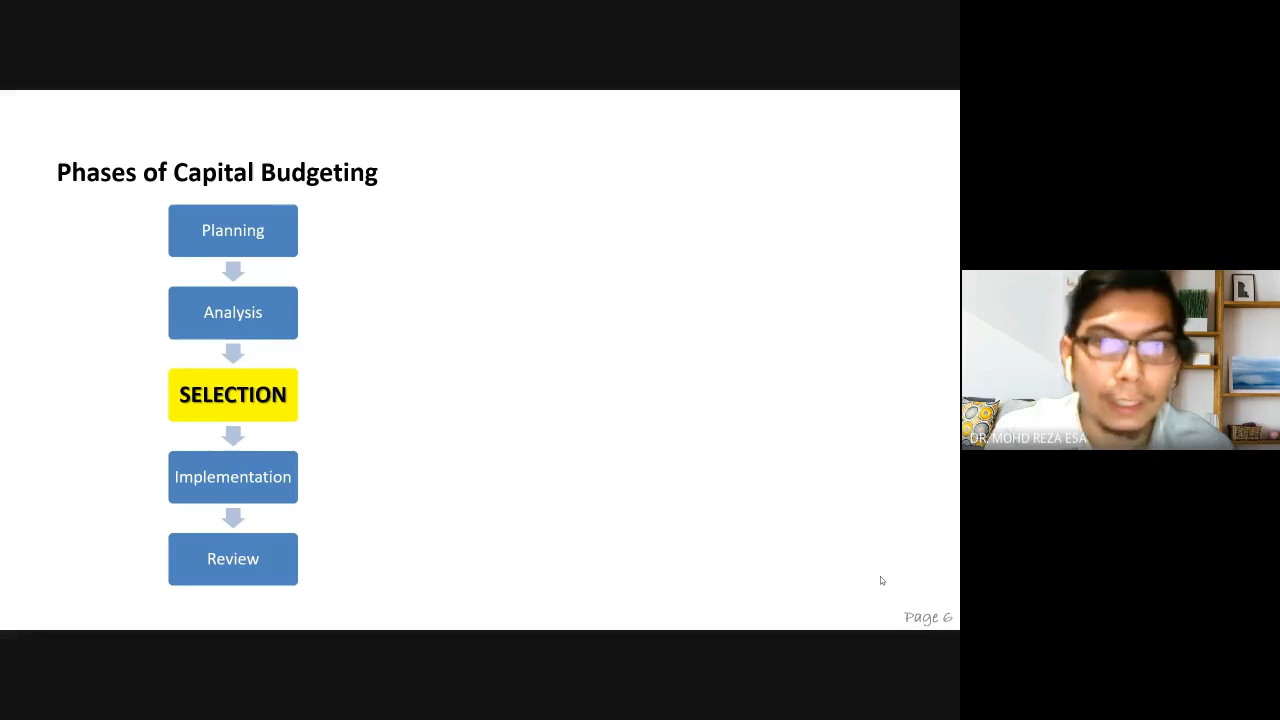 Phases of Capital Budgeting
Planning
Analysis
SELECTION
Implementation
Review
Page 6
DR. MOHD REZA ESA